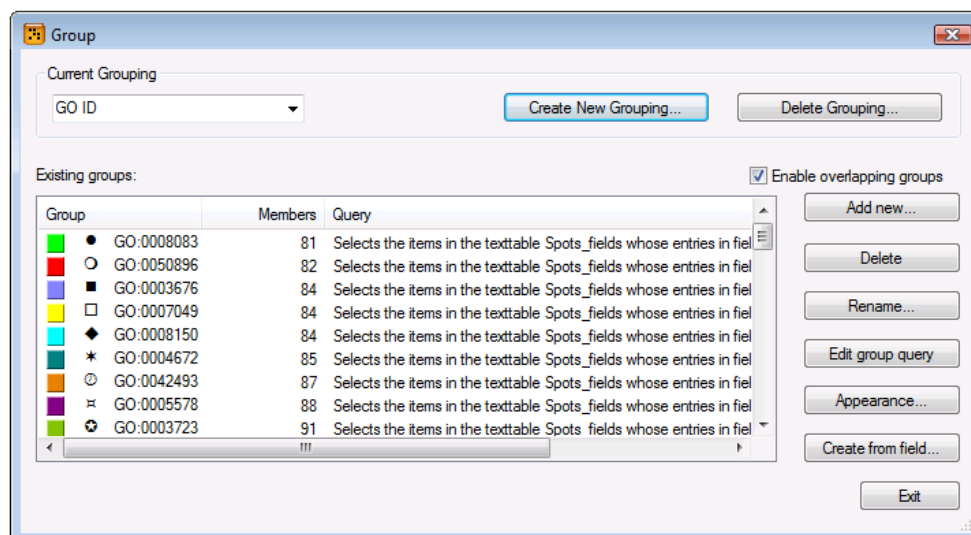 Group
Current Grouping
GO ID
Create New Grouping...
Delete Grouping...
Existing groups:
Enable overlapping groups
Group Members Query
GO:0008083 81 Selects the items in the texttable Spots_fields whose entries in fiel
GO:0050896 82 Selects the items in the texttable Spots_fields whose entries in fiel
GO:0003676 84 Selects the items in the texttable Spots_fields whose entries in fiel
GO:0007049 84 Selects the items in the texttable Spots_fields whose entries in fiel
GO:0008150 84 Selects the items in the texttable Spots_fields whose entries in fiel
GO:0004672 85 Selects the items in the texttable Spots_fields whose entries in fiel
GO:0042493 87 Selects the items in the texttable Spots_fields whose entries in fiel
GO:0005578 88 Selects the items in the texttable Spots_fields whose entries in fiel
GO:0003723 91 Selects the items in the texttable Spots_fields whose entries in fiel
Add new...
Delete
Rename...
Edit group query
Appearance...
Create from field...
Exit